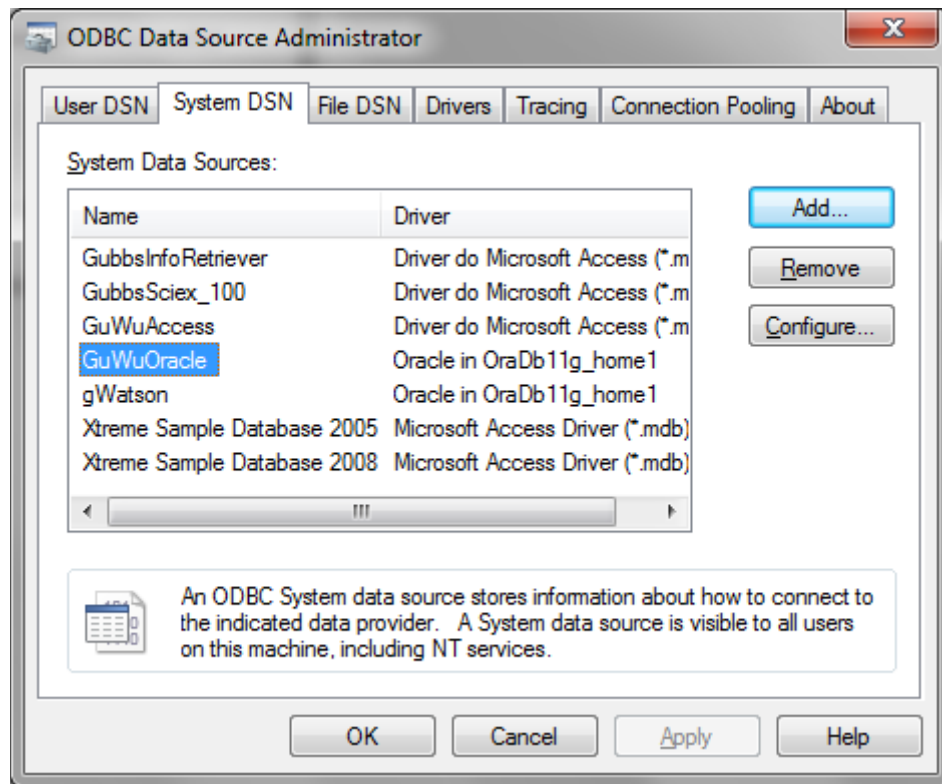 ODBC Data Source Administrator
User DSN System DSN File DSN Drivers Tracing Connection Pooling About
System Data Sources:
Name Driver
GubbsInfoRetriever Driver do Microsoft Access (*.m
GubbsSciex_100 Driver do Microsoft Access (*.m
GuWuAccess Driver do Microsoft Access (*.m
GuWuOracle Oracle in OraDb11g_home1
gWatson Oracle in OraDb11g_home1
Xtreme Sample Database 2005 Microsoft Access Driver (*.mdb)
Xtreme Sample Database 2008 Microsoft Access Driver (*.mdb)
Add...
Remove
Configure...
An ODBC System data source stores information about how to connect to
the indicated data provider. A System data source is visible to all users
on this machine, including NT services.
OK Cancel Apply Help